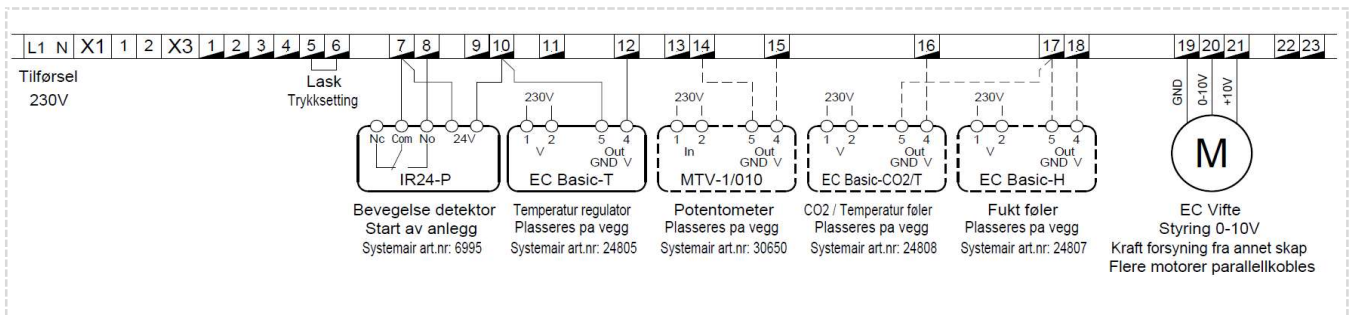 L1 N X1 1 2 X3 1 2 3 4 5 6 7 8 9 10 11 12 13 14 15 16 17 18 19 20 21 22 23
Tilførsel
230V
Lask
Trykksetting
230V
230V
230V
230V
GND
0-10V
+10V
Nc Com No 24V
1 2 5 4
V Out
GND V
1 2 5 4
In Out
GND V
1 2 5 4
V Out
GND V
1 2 5 4
V Out
GND V
M
IR24-P
EC Basic-T
MTV-1/010
EC Basic-CO2/T
EC Basic-H
Bevegelse detektor
Start av anlegg
Systemair art.nr: 6995
Temperatur regulator
Plasseres pa vegg
Systemair art.nr: 24805
Potentometer
Plasseres pa vegg
Systemair art.nr: 30650
CO2 / Temperatur føler
Plasseres pa vegg
Systemair art.nr: 24808
Fukt føler
Plasseres pa vegg
Systemair art.nr: 24807
EC Vifte
Styring 0-10V
Kraft forsyning fra annet skap
Flere motorer parallellkobles